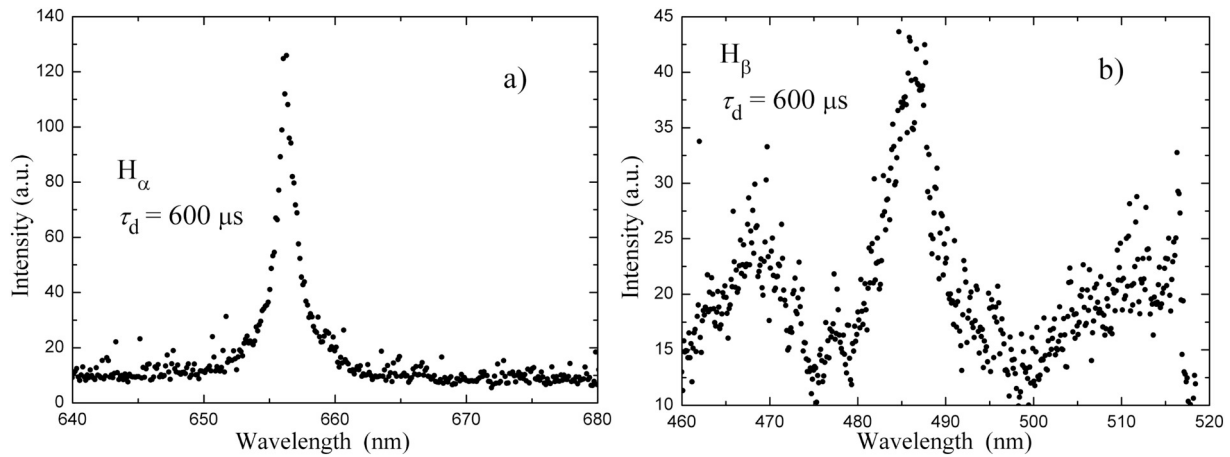 140
120
100
80
60
40
20
0
Intensity (a.u.)
a)
Hα
τd = 600 μs
640
650
660
670
680
Wavelength (nm)
45
40
35
30
25
20
15
10
Intensity (a.u.)
Hβ
τd = 600 μs
b)
460
470
480
490
500
510
520
Wavelength (nm)